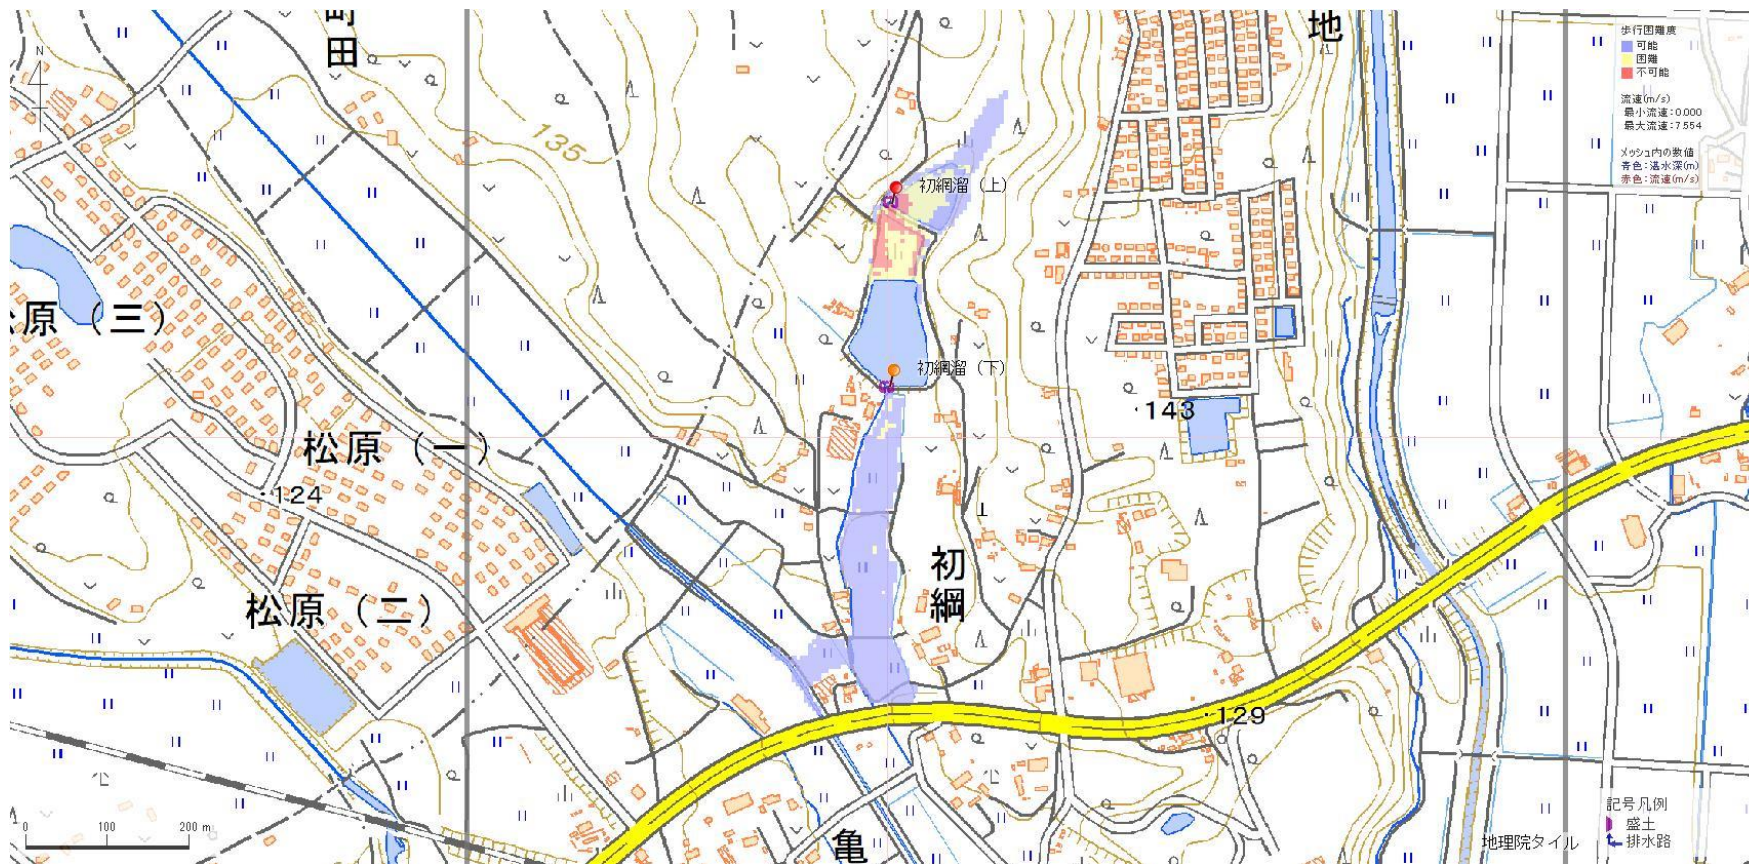 町
田
地
N
135
歩行困難度
可能
困難
不可能
流速(m/s)
最小流速:0.000
最大流速:7.554
メッシュ内の数値
青色:湛水深(m)
赤色:流速(m/s)
初網溜（上）
原（三）
初網溜（下）
143
松原（一）
124
初
綱
松原（二）
129
亀
0 100 200 m
地理院タイル
記号凡例
盛土
排水路